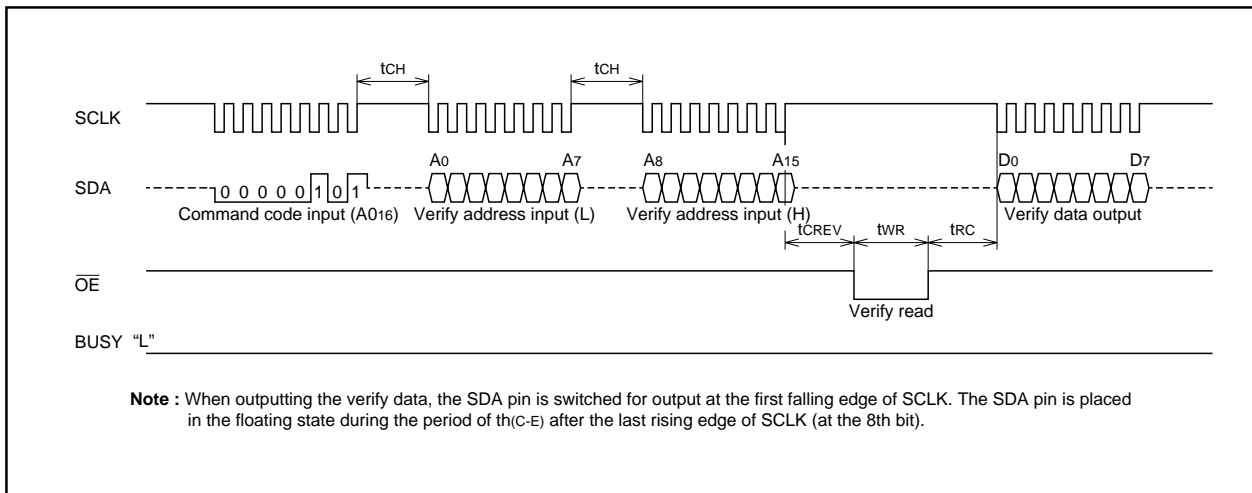 tCH tCH
SCLK
A0 A7 A8 A15 D0 D7
SDA 0 0 0 0 0 1 0 1
Command code input (A016) Verify address input (L) Verify address input (H) Verify data output
tCREV tWR tRC
OE
Verify read
BUSY “L”
Note : When outputting the verify data, the SDA pin is switched for output at the first falling edge of SCLK. The SDA pin is placed
in the floating state during the period of th(C-E) after the last rising edge of SCLK (at the 8th bit).